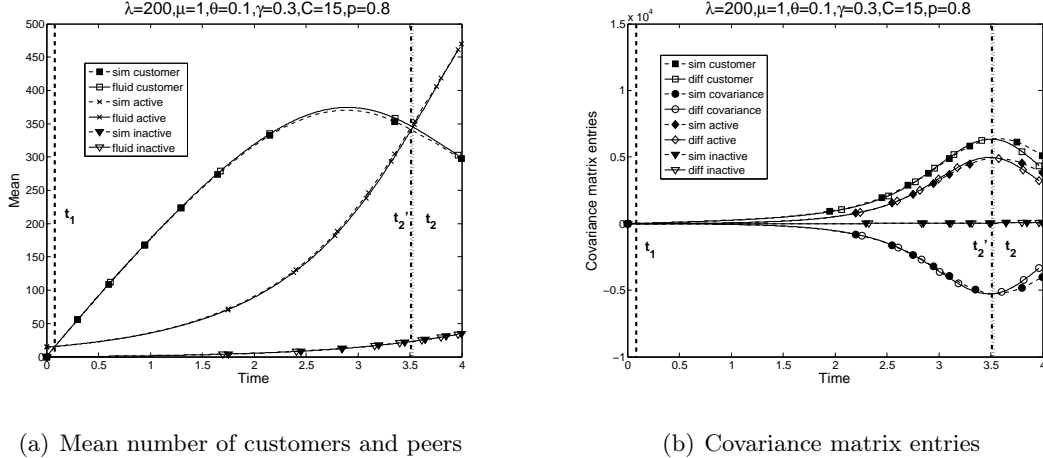 λ=200,μ=1,θ=0.1,γ=0.3,C=15,p=0.8
500
450
400
350
300
250
200
150
100
50
0
Mean
sim customer
fluid customer
sim active
fluid active
sim inactive
fluid inactive
t1
t2'
t2
0 0.5 1 1.5 2 2.5 3 3.5 4
Time
(a) Mean number of customers and peers
λ=200,μ=1,θ=0.1,γ=0.3,C=15,p=0.8
x 10^4
1.5
1
0.5
0
−0.5
−1
Covariance matrix entries
sim customer
diff customer
sim covariance
diff covariance
sim active
diff active
sim inactive
diff inactive
t1
t2'
t2
0 0.5 1 1.5 2 2.5 3 3.5 4
Time
(b) Covariance matrix entries